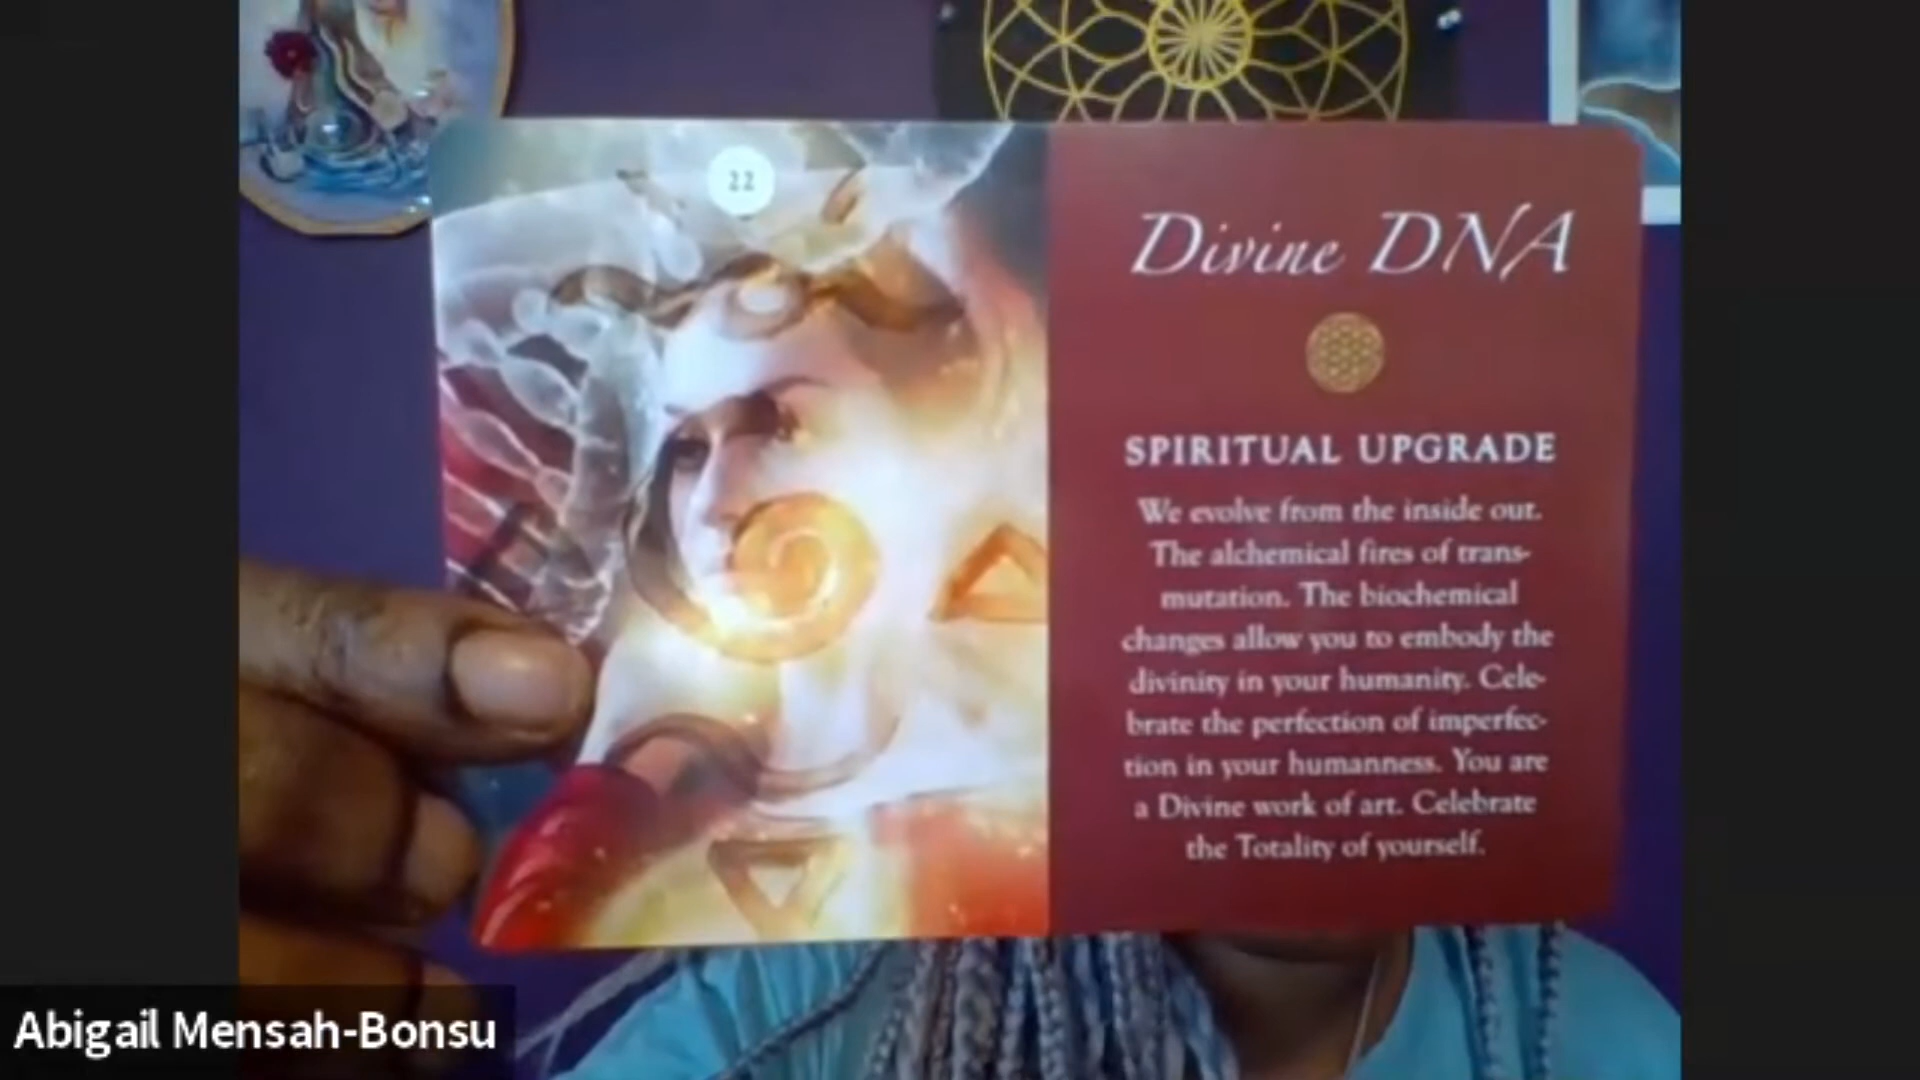 22
Divine DNA
SPIRITUAL UPGRADE
We evolve from the inside out.
The alchemical fires of trans-
mutation. The biochemical
changes allow you to embody the
divinity in your humanity. Cele-
brate the perfection of imperfec-
tion in your humanness. You are
a Divine work of art. Celebrate
the Totality of yourself.
Abigail Mensah-Bonsu